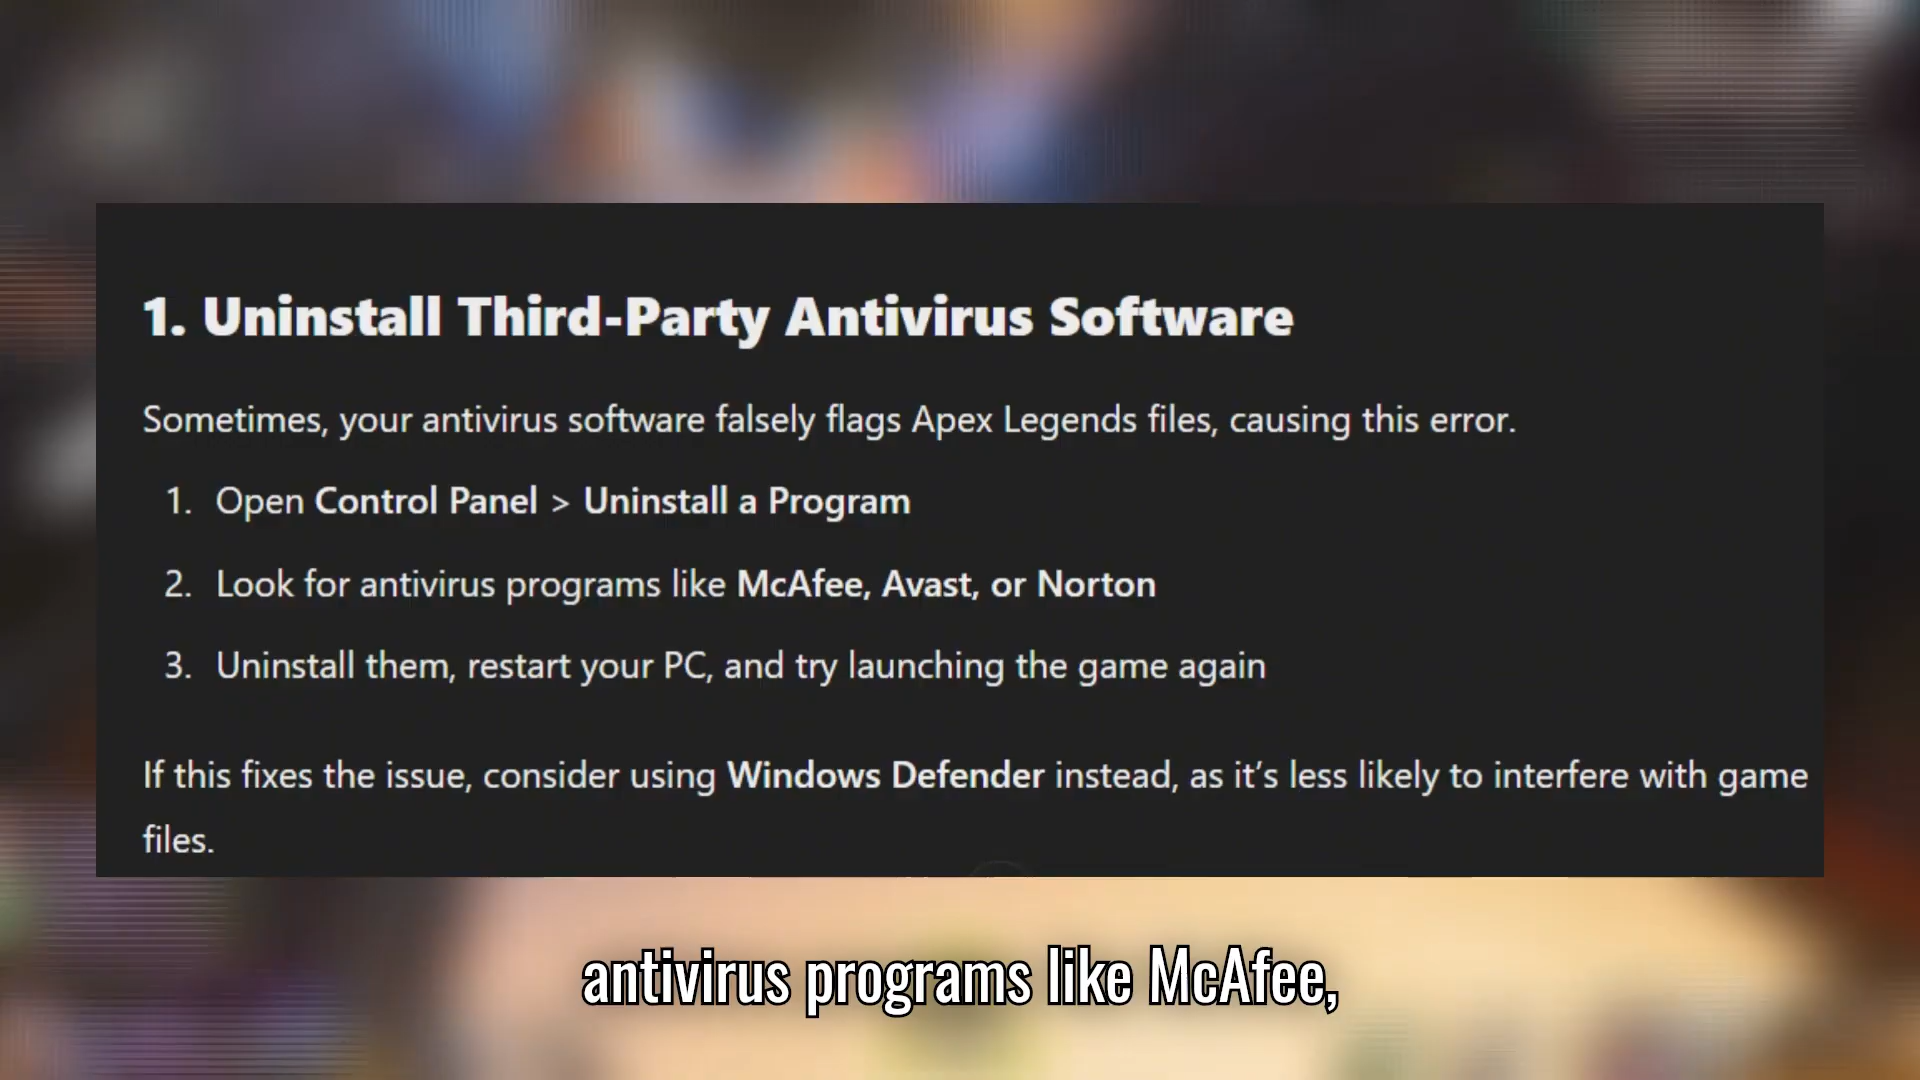 1. Uninstall Third-Party Antivirus Software
Sometimes, your antivirus software falsely flags Apex Legends files, causing this error.
1. Open Control Panel > Uninstall a Program
2. Look for antivirus programs like McAfee, Avast, or Norton
3. Uninstall them, restart your PC, and try launching the game again
If this fixes the issue, consider using Windows Defender instead, as it’s less likely to interfere with game
files.
antivirus programs like McAfee,